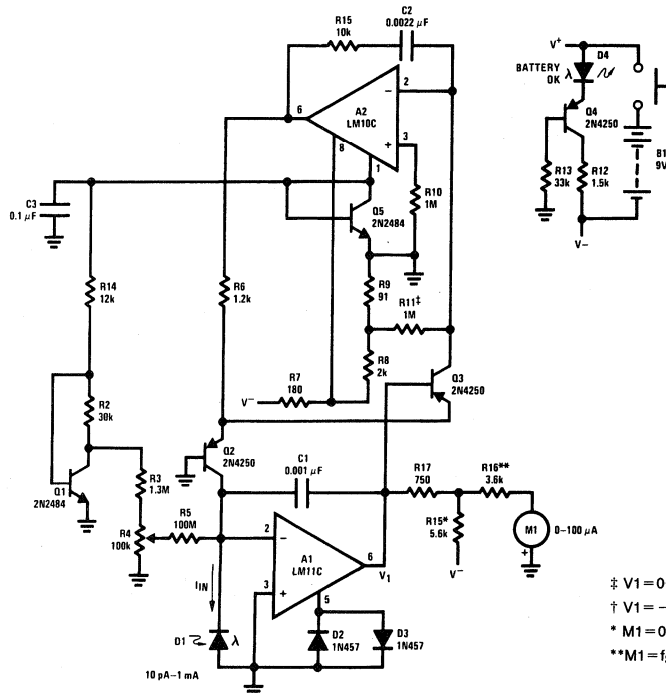 C2
0.0022 µF
R15
10k
6
A2
LM10C
−
2
+
3
8
1
V+
BATTERY
OK
λ
D4
Q4
2N4250
R13
33k
R12
1.5k
B1
9V
V−
C3
0.1 µF
Q5
2N2484
R10
1M
R14
12k
R6
1.2k
R9
91
R11‡
1M
R8
2k
R7
180
V−
Q3
2N4250
R2
30k
Q1
2N2484
Q2
2N4250
C1
0.001 µF
R3
1.3M
R4
100k
R5
100M
R17
750
R16**
3.6k
R15*
5.6k
V−
M1
0–100 µA
+
2
−
A1
LM11C
3
+
6
V1
5
IIN
D1
λ
D2
1N457
D3
1N457
10 pA–1 mA
‡ V1=0
† V1=−
* M1=0
**M1=f